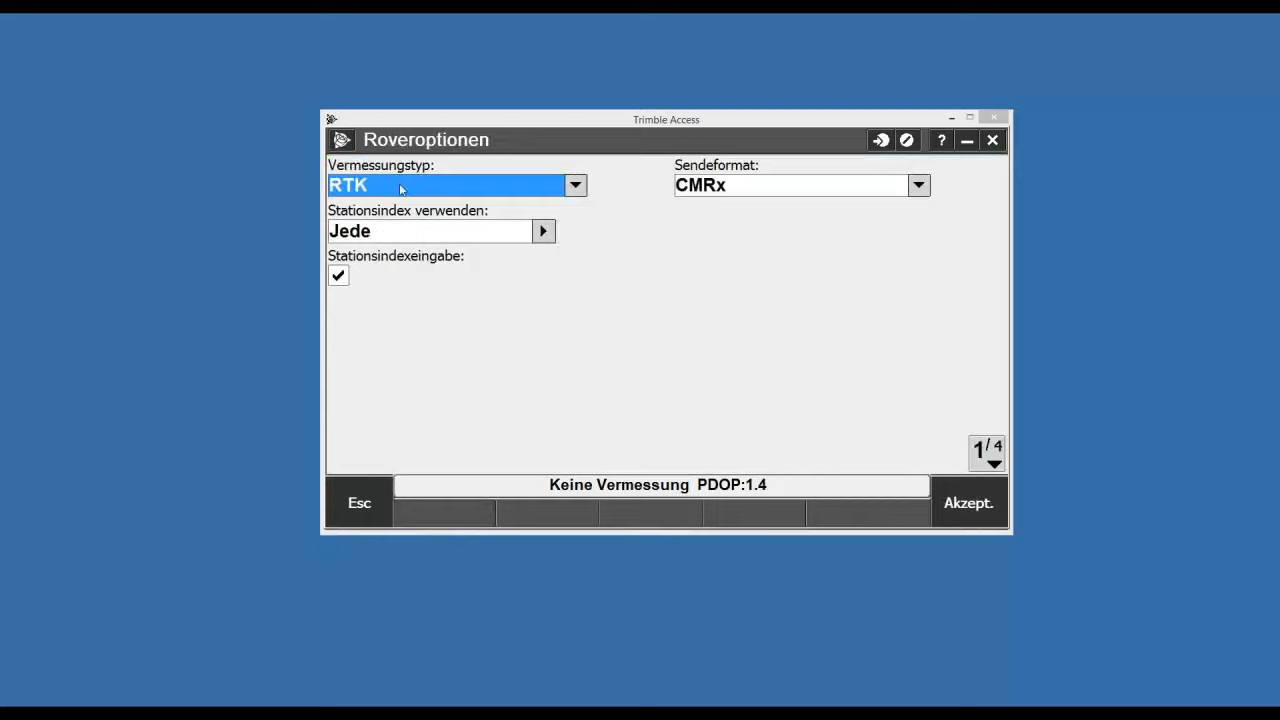 Trimble Access
Roveroptionen
?
Vermessungstyp:
RTK
Sendeformat:
CMRx
Stationsindex verwenden:
Jede
Stationsindexeingabe:
1/4
Keine Vermessung PDOP:1.4
Esc
Akzept.